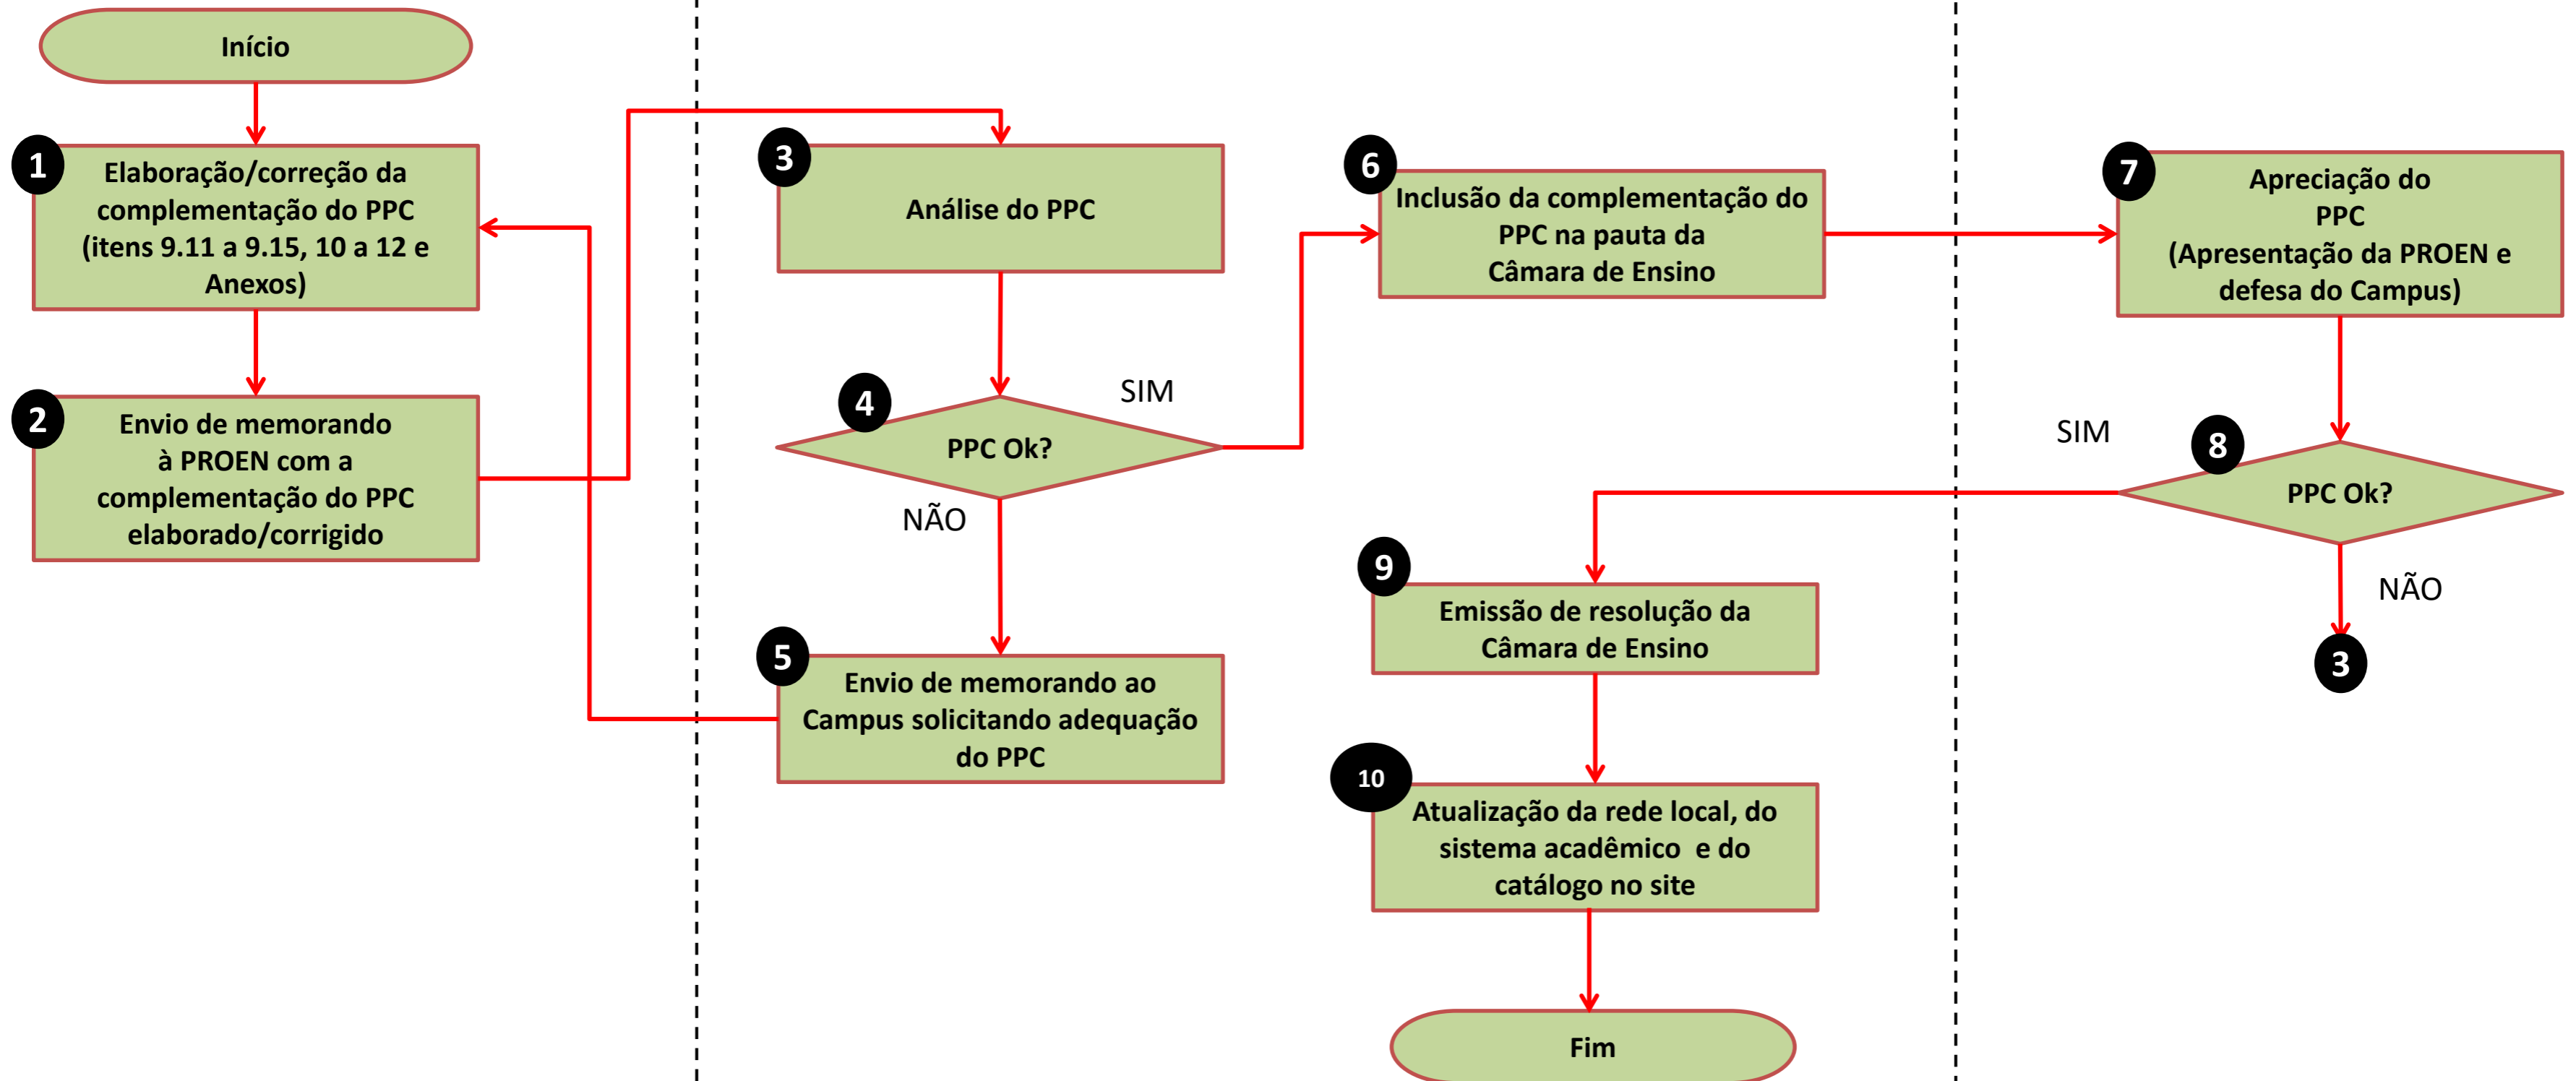 Início
1
Elaboração/correção da
complementação do PPC
(itens 9.11 a 9.15, 10 a 12 e
Anexos)
2
Envio de memorando
à PROEN com a
complementação do PPC
elaborado/corrigido
3
Análise do PPC
4
PPC Ok?
SIM
NÃO
5
Envio de memorando ao
Campus solicitando adequação
do PPC
6
Inclusão da complementação do
PPC na pauta da
Câmara de Ensino
7
Apreciação do
PPC
(Apresentação da PROEN e
defesa do Campus)
8
PPC Ok?
SIM
NÃO
3
9
Emissão de resolução da
Câmara de Ensino
10
Atualização da rede local, do
sistema acadêmico e do
catálogo no site
Fim